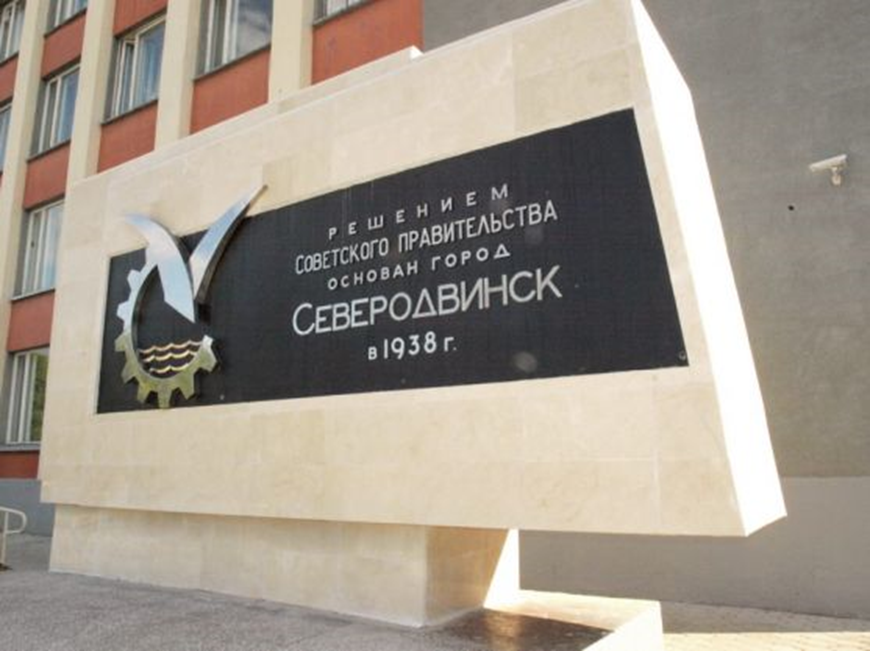 РЕШЕНИЕМ
СОВЕТСКОГО ПРАВИТЕЛЬСТВА
ОСНОВАН ГОРОД
СЕВЕРОДВИНСК
В 1938 г.